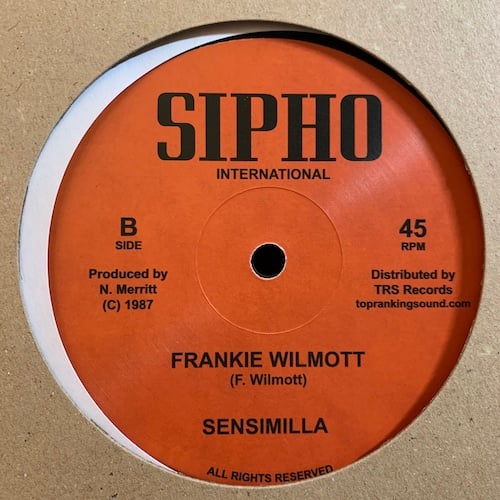 SIPHO
INTERNATIONAL
B
SIDE
45
RPM
Produced by
N. Merritt
(C) 1987
Distributed by
TRS Records
toprankingsound.com
FRANKIE WILMOTT
(F. Wilmott)
SENSIMILLA
ALL RIGHTS RESERVED